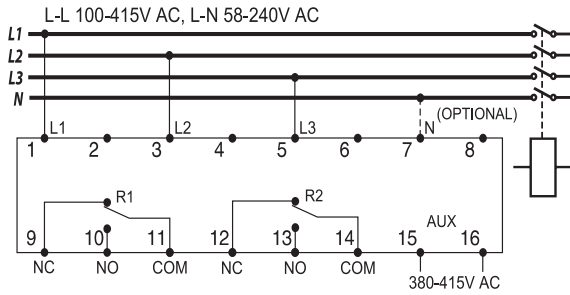 L-L 100-415V AC, L-N 58-240V AC
L1
L2
L3
N
(OPTIONAL)
L1 L2 L3 N
1 2 3 4 5 6 7 8
R1 R2
AUX
9 10 11 12 13 14 15 16
NC NO COM NC NO COM
380-415V AC